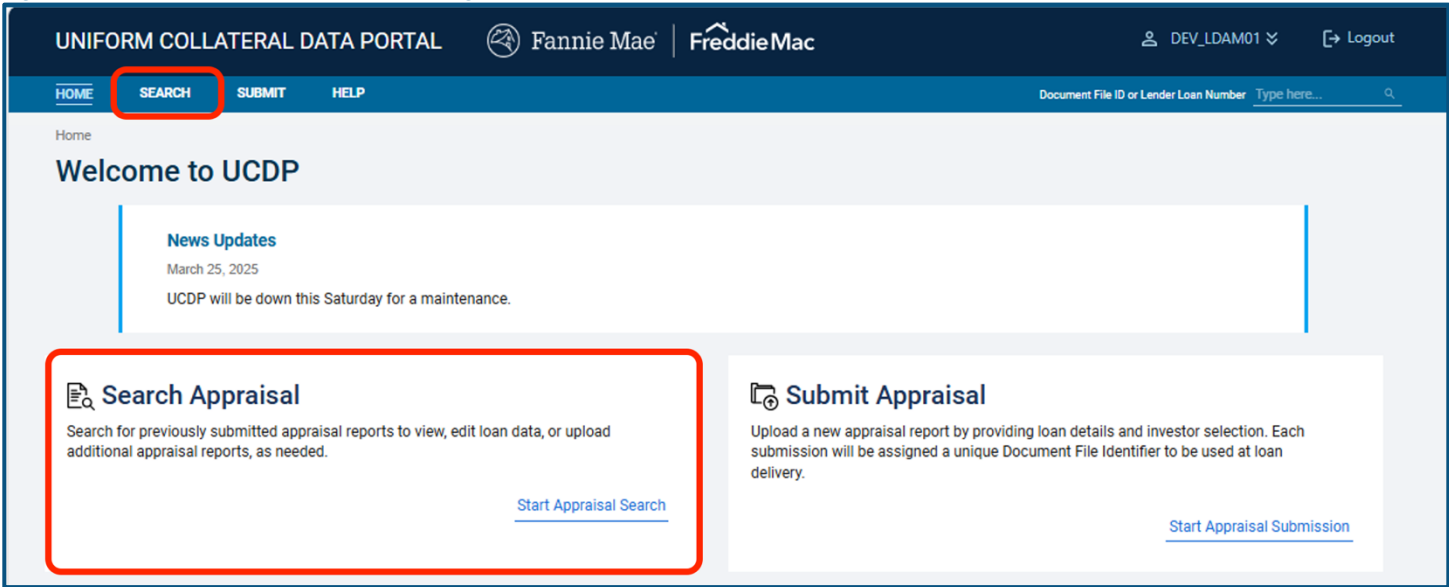 UNIFORM COLLATERAL DATA PORTAL Fannie Mae FreddieMac DEV_LDAM01 Logout
HOME SEARCH SUBMIT HELP Document File ID or Lender Loan Number Type here...
Home
Welcome to UCDP
News Updates
March 25, 2025
UCDP will be down this Saturday for a maintenance.
Search Appraisal
Search for previously submitted appraisal reports to view, edit loan data, or upload
additional appraisal reports, as needed.
Start Appraisal Search
Submit Appraisal
Upload a new appraisal report by providing loan details and investor selection. Each
submission will be assigned a unique Document File Identifier to be used at loan
delivery.
Start Appraisal Submission